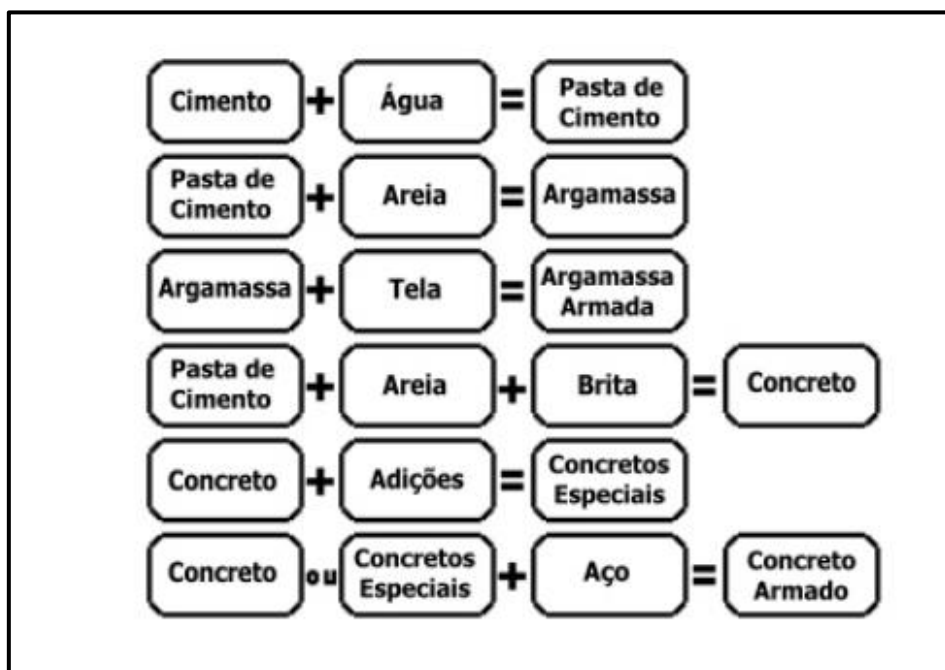 Cimento + Água = Pasta de Cimento
Pasta de Cimento + Areia = Argamassa
Argamassa + Tela = Argamassa Armada
Pasta de Cimento + Areia + Brita = Concreto
Concreto + Adições = Concretos Especiais
Concreto ou Concretos Especiais + Aço = Concreto Armado